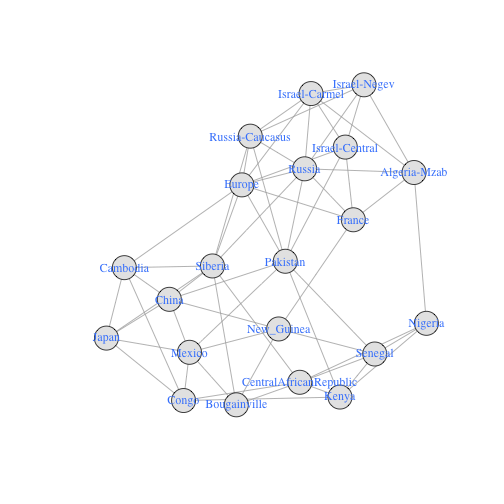 Israel-Negev
Israel-Carmel
Russia-Caucasus
Israel-Central
Russia
Algeria-Mzab
Europe
France
Pakistan
Siberia
Cambodia
China
Nigeria
New_Guinea
Japan
Mexico
Senegal
CentralAfricanRepublic
Kenya
Congo
Bougainville